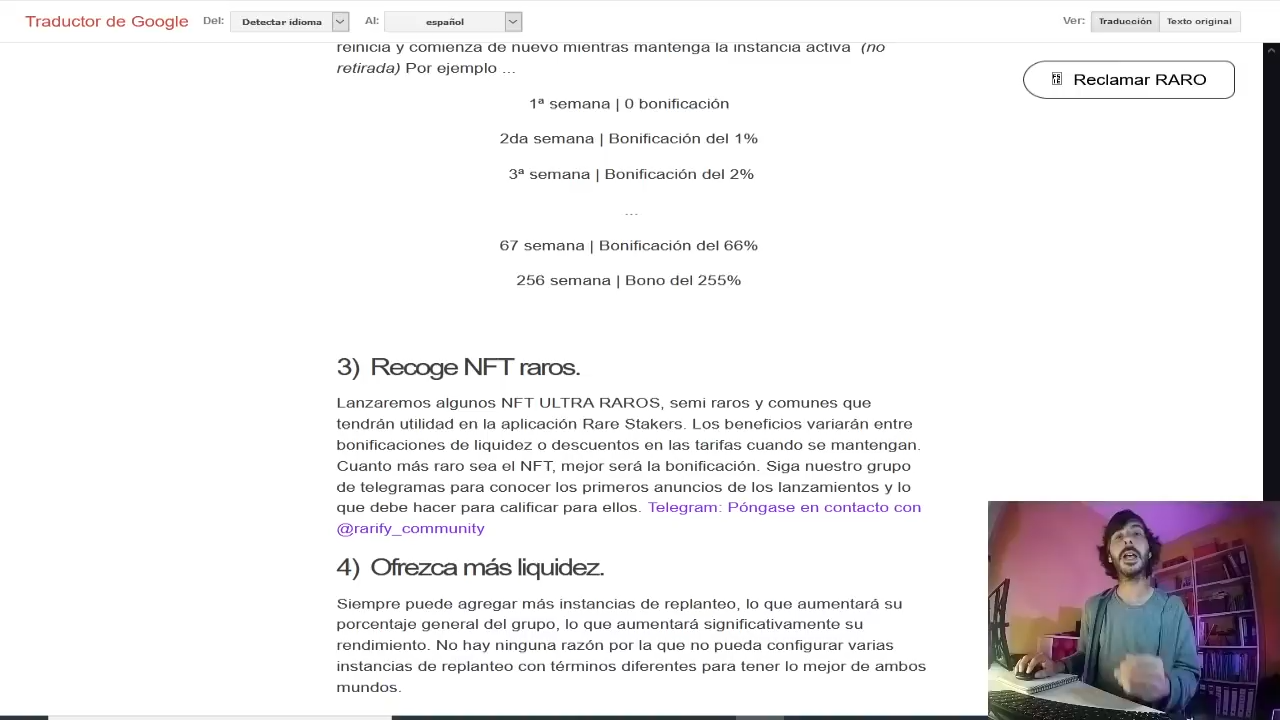 Traductor de Google Del: Detectar idioma Al: español Ver: Traducción Texto original
reinicia y comienza de nuevo mientras mantenga la instancia activa (no
retirada) Por ejemplo ...
Reclamar RARO
1ª semana | 0 bonificación
2da semana | Bonificación del 1%
3ª semana | Bonificación del 2%
...
67 semana | Bonificación del 66%
256 semana | Bono del 255%
3) Recoge NFT raros.
Lanzaremos algunos NFT ULTRA RAROS, semi raros y comunes que
tendrán utilidad en la aplicación Rare Stakers. Los beneficios variarán entre
bonificaciones de liquidez o descuentos en las tarifas cuando se mantengan.
Cuanto más raro sea el NFT, mejor será la bonificación. Siga nuestro grupo
de telegramas para conocer los primeros anuncios de los lanzamientos y lo
que debe hacer para calificar para ellos. Telegram: Póngase en contacto con
@rarify_community
4) Ofrezca más liquidez.
Siempre puede agregar más instancias de replanteo, lo que aumentará su
porcentaje general del grupo, lo que aumentará significativamente su
rendimiento. No hay ninguna razón por la que no pueda configurar varias
instancias de replanteo con términos diferentes para tener lo mejor de ambos
mundos.